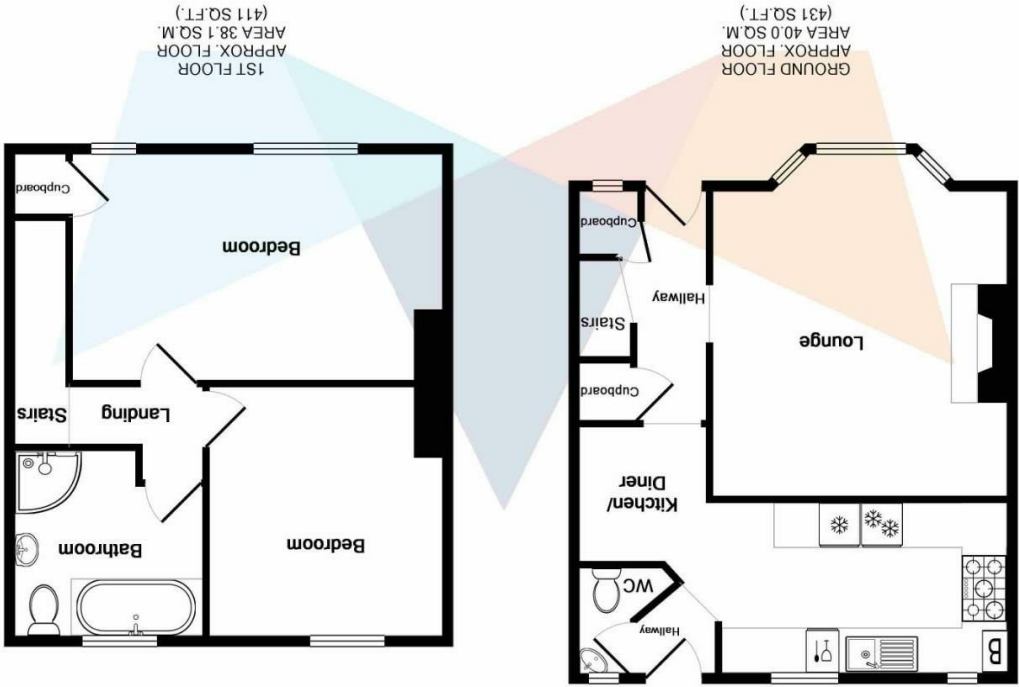 B
Hallway
WC
Kitchen/
Diner
Cupboard
Lounge
Stairs
Hallway
Cupboard
GROUND FLOOR
APPROX. FLOOR
AREA 40.0 SQ.M.
(431 SQ.FT.)
Bedroom
Bathroom
Landing
Stairs
Bedroom
Cupboard
1ST FLOOR
APPROX. FLOOR
AREA 38.1 SQ.M.
(411 SQ.FT.)